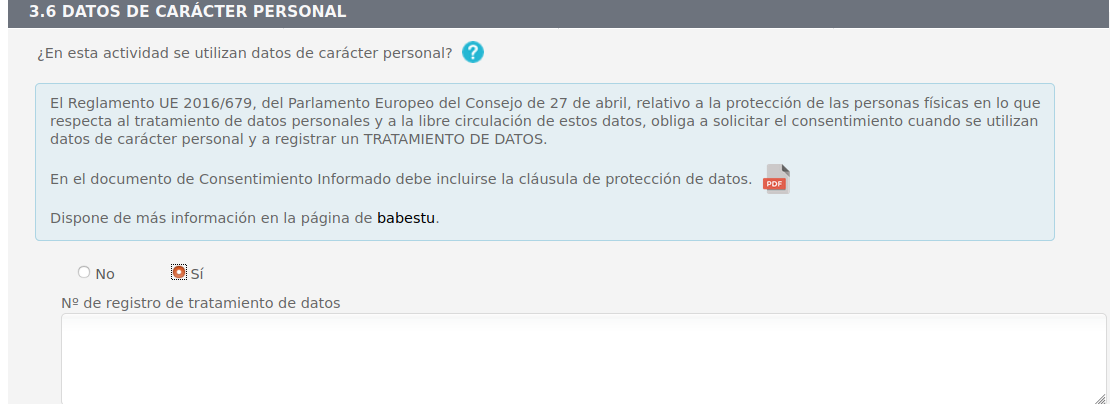 3.6 DATOS DE CARÁCTER PERSONAL
¿En esta actividad se utilizan datos de carácter personal? ?
El Reglamento UE 2016/679, del Parlamento Europeo del Consejo de 27 de abril, relativo a la protección de las personas físicas en lo que
respecta al tratamiento de datos personales y a la libre circulación de estos datos, obliga a solicitar el consentimiento cuando se utilizan
datos de carácter personal y a registrar un TRATAMIENTO DE DATOS.
En el documento de Consentimiento Informado debe incluirse la cláusula de protección de datos. PDF
Dispone de más información en la página de babestu.
No Sí
Nº de registro de tratamiento de datos